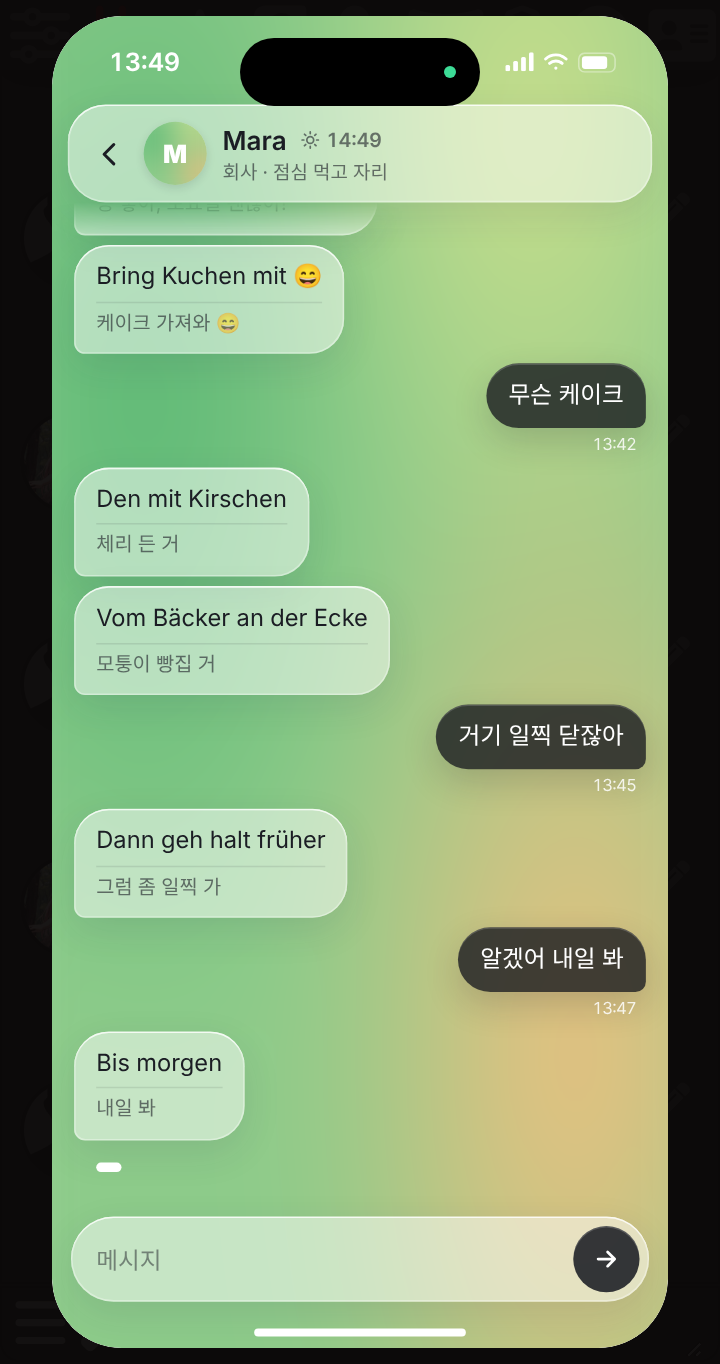 13:49
M
Mara 14:49
회사 · 점심 먹고 자리
Bring Kuchen mit 😄
케이크 가져와 😄
무슨 케이크
13:42
Den mit Kirschen
체리 든 거
Vom Bäcker an der Ecke
모퉁이 빵집 거
거기 일찍 닫잖아
13:45
Dann geh halt früher
그럼 좀 일찍 가
알겠어 내일 봐
13:47
Bis morgen
내일 봐
메시지